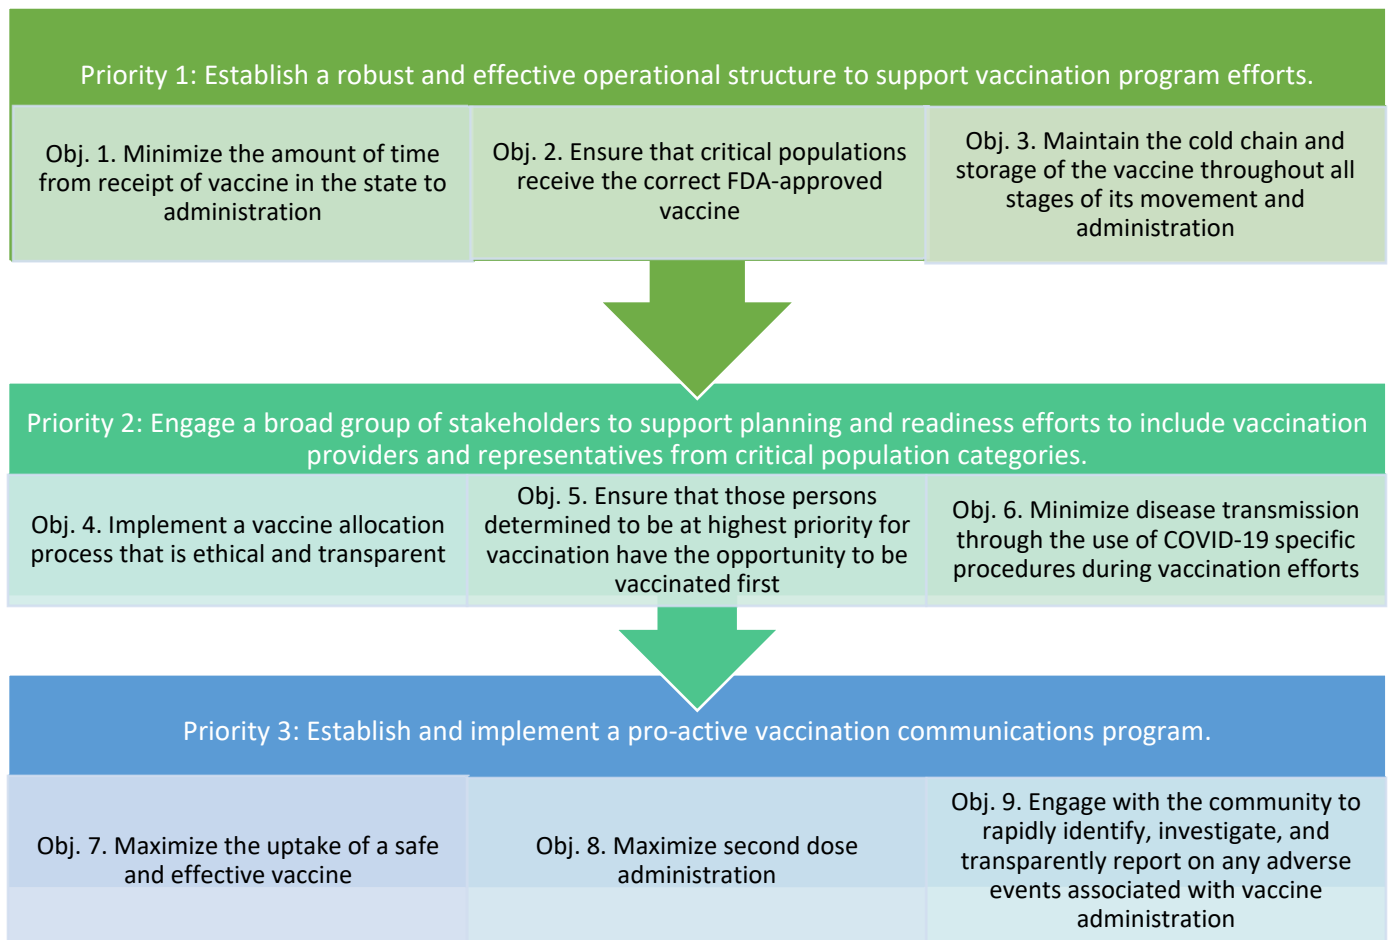 Priority 1: Establish a robust and effective operational structure to support vaccination program efforts.
Obj. 1. Minimize the amount of time
from receipt of vaccine in the state to
administration
Obj. 2. Ensure that critical populations
receive the correct FDA-approved
vaccine
Obj. 3. Maintain the cold chain and
storage of the vaccine throughout all
stages of its movement and
administration
Priority 2: Engage a broad group of stakeholders to support planning and readiness efforts to include vaccination
providers and representatives from critical population categories.
Obj. 4. Implement a vaccine allocation
process that is ethical and transparent
Obj. 5. Ensure that those persons
determined to be at highest priority for
vaccination have the opportunity to be
vaccinated first
Obj. 6. Minimize disease transmission
through the use of COVID-19 specific
procedures during vaccination efforts
Priority 3: Establish and implement a pro-active vaccination communications program.
Obj. 7. Maximize the uptake of a safe
and effective vaccine
Obj. 8. Maximize second dose
administration
Obj. 9. Engage with the community to
rapidly identify, investigate, and
transparently report on any adverse
events associated with vaccine
administration